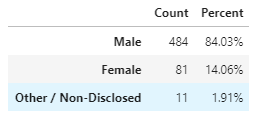 Count Percent
Male 484 84.03%
Female 81 14.06%
Other / Non-Disclosed 11 1.91%